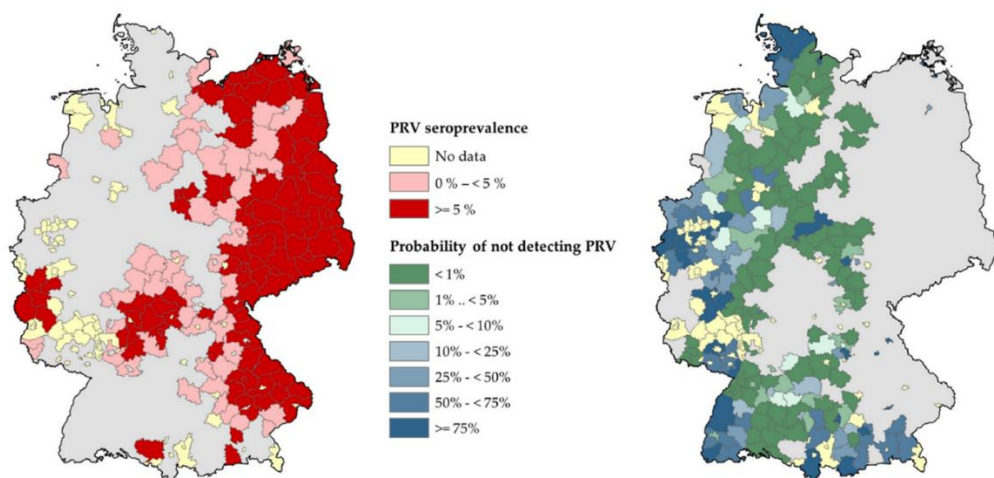 PRV seroprevalence
No data
0 % – < 5 %
>= 5 %
Probability of not detecting PRV
< 1%
1% .. < 5%
5% - < 10%
10% - < 25%
25% - < 50%
50% - < 75%
>= 75%